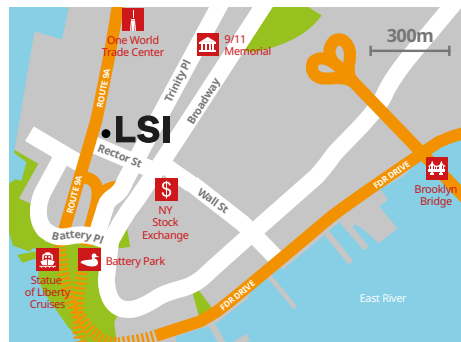 One World
Trade Center
9/11
Memorial
300m
ROUTE 9A
Trinity Pl
Broadway
LSI
Rector St
ROUTE 9A
$
NY
Stock
Exchange
Wall St
FDR DRIVE
Brooklyn
Bridge
Battery Pl
Battery Park
Statue
of Liberty
Cruises
FDR DRIVE
East River